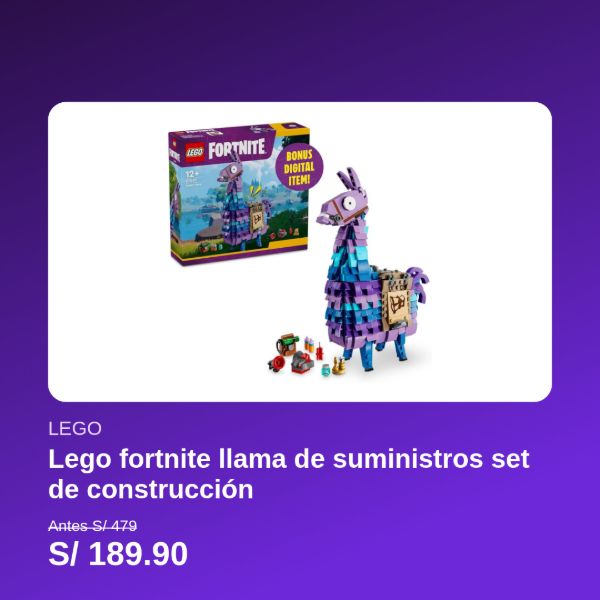 LEGO
FORTNITE
12+
BONUS
DIGITAL
ITEM!
LEGO
Lego fortnite llama de suministros set
de construcción
Antes S/ 479
S/ 189.90